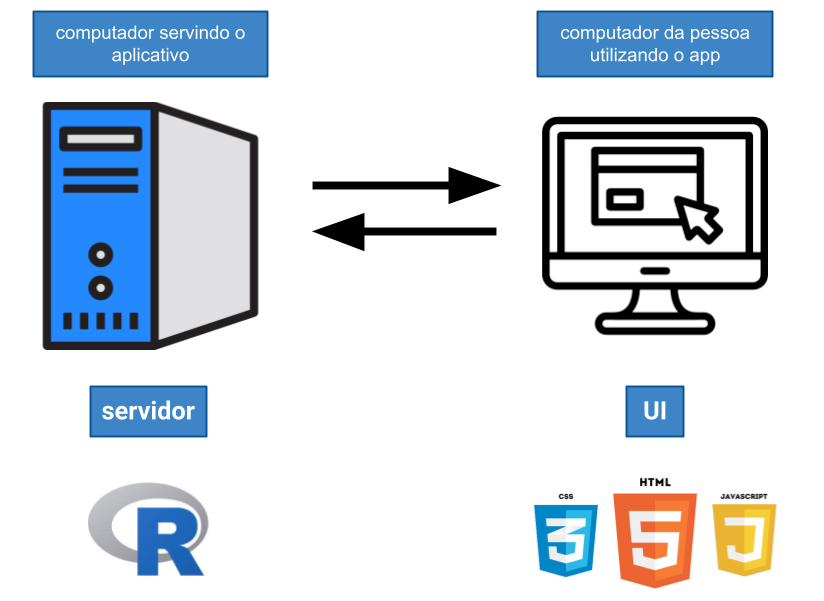 computador servindo o
aplicativo
computador da pessoa
utilizando o app
servidor
UI
R
CSS
HTML
JAVASCRIPT
3
5
J